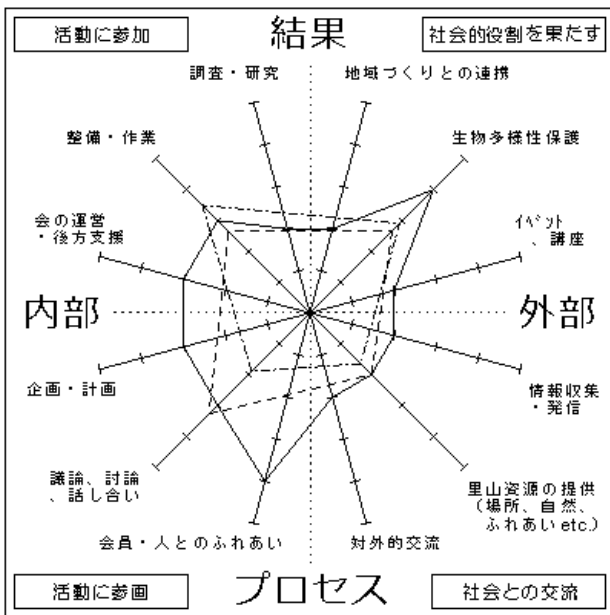 活動に参加
結果
社会的役割を果たす
調査・研究
地域づくりとの連携
整備・作業
生物多様性保護
会の運営
・後方支援
イベント
、講座
内部
外部
企画・計画
情報収集
・発信
議論、討論
、話し合い
里山資源の提供
(場所、自然、
ふれあいetc.)
会員・人とのふれあい
対外的交流
活動に参画
プロセス
社会との交流